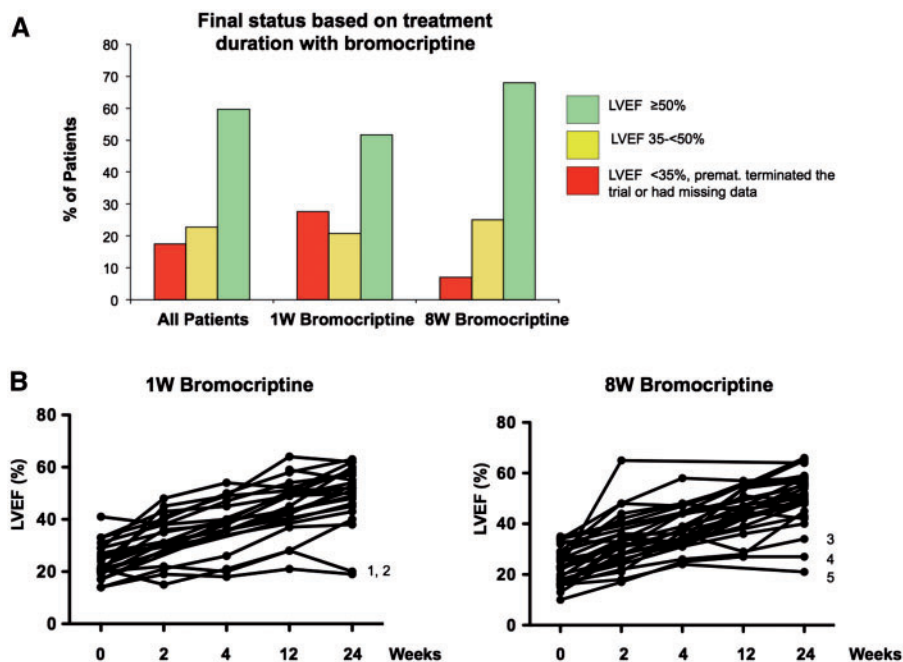 A
Final status based on treatment
duration with bromocriptine
% of Patients
80
70
60
50
40
30
20
10
0
All Patients
1W Bromocriptine
8W Bromocriptine
LVEF ≥50%
LVEF 35-<50%
LVEF <35%, premat. terminated the
trial or had missing data
B
1W Bromocriptine
LVEF (%)
80
60
40
20
0
1, 2
0 2 4 12 24 Weeks
8W Bromocriptine
LVEF (%)
80
60
40
20
0
3
4
5
0 2 4 12 24 Weeks